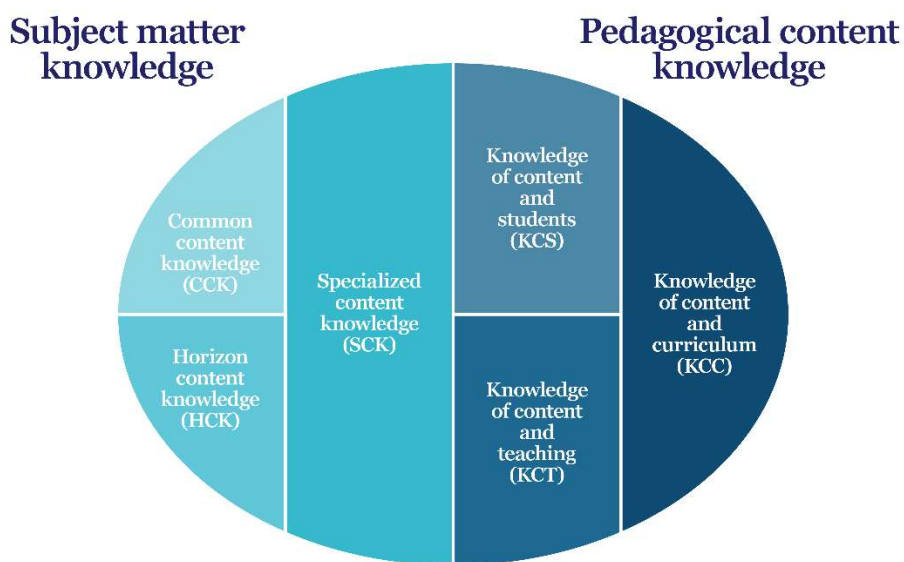 Subject matter
knowledge
Pedagogical content
knowledge
Common
content
knowledge
(CCK)
Horizon
content
knowledge
(HCK)
Specialized
content
knowledge
(SCK)
Knowledge
of content
and
students
(KCS)
Knowledge
of content
and
teaching
(KCT)
Knowledge
of content
and
curriculum
(KCC)